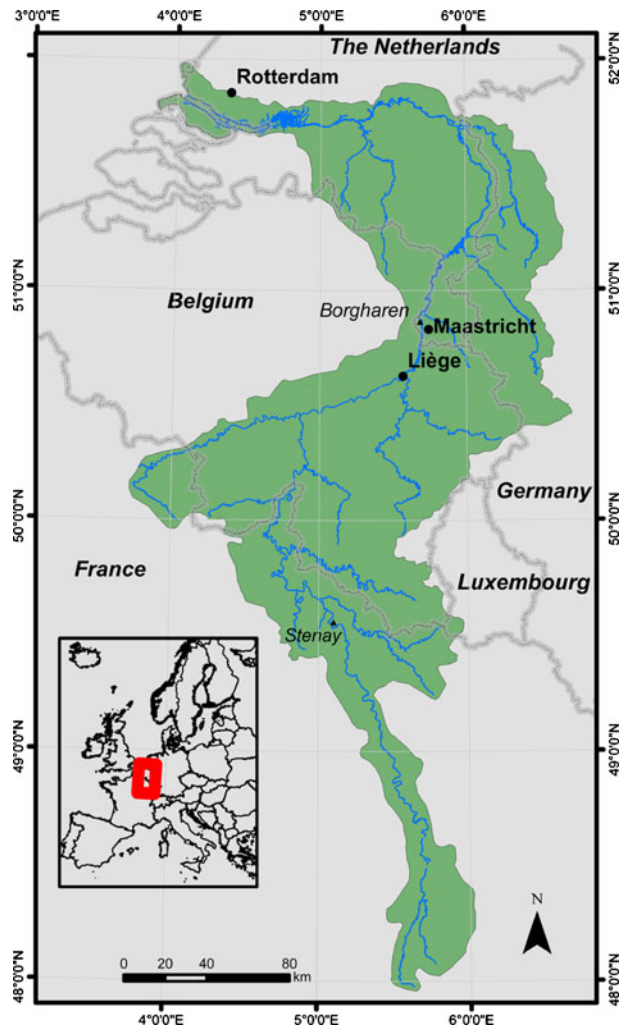 3°0'0"E 4°0'0"E 5°0'0"E 6°0'0"E
The Netherlands
52°0'0"N
52°0'0"N
Rotterdam
51°0'0"N
51°0'0"N
Belgium
Borgharen
Maastricht
Liège
Germany
50°0'0"N
50°0'0"N
France
Luxembourg
Stenay
49°0'0"N
49°0'0"N
N
0 20 40 80
km
48°0'0"N
48°0'0"N
4°0'0"E 5°0'0"E 6°0'0"E